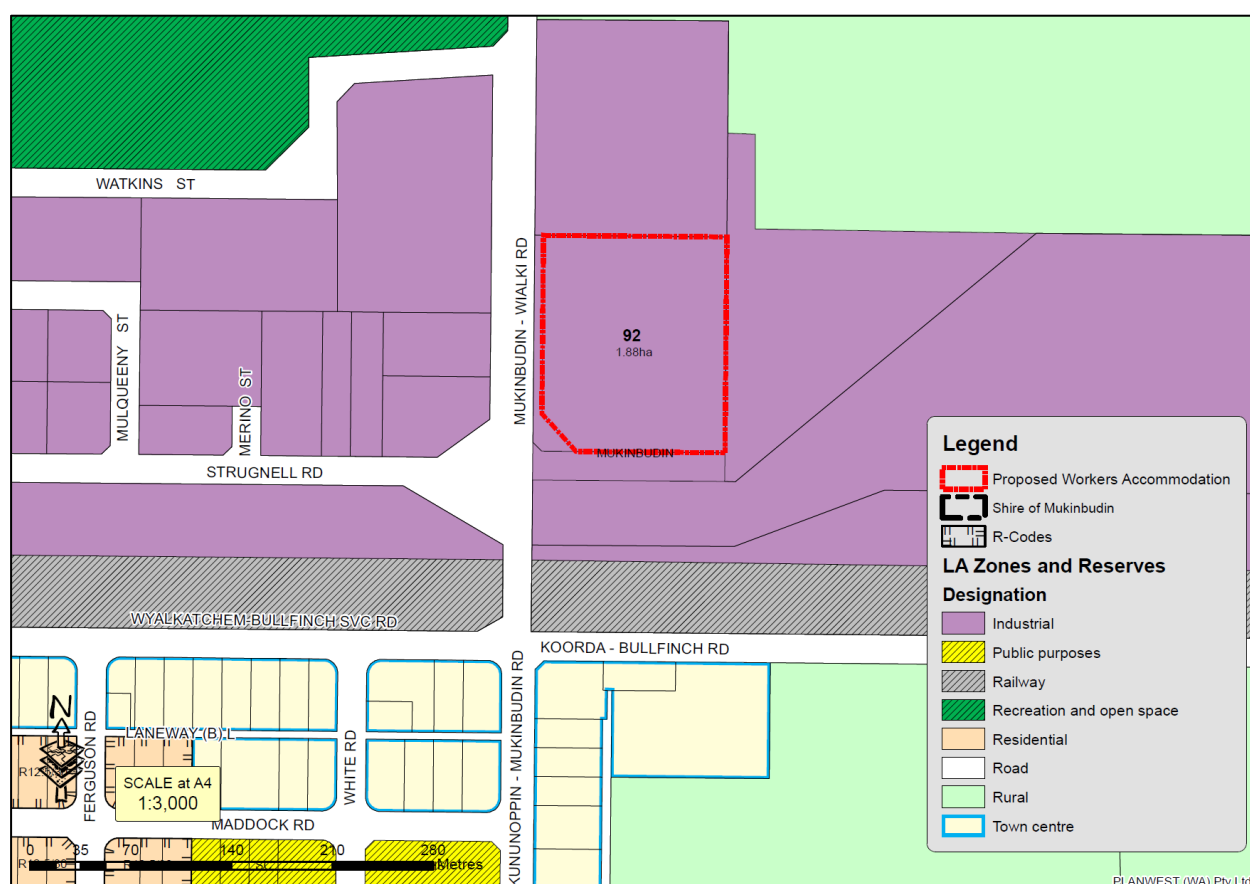 WATKINS ST
MUKINBUDIN - WIALKI RD
92
1.88ha
MULQUEENY ST
MERINO ST
MUKINBUDIN
STRUGNELL RD
WYALKATCHEM-BULLFINCH SVC RD
KOORDA - BULLFINCH RD
N
LANEWAY (B) L
FERGUSON RD
WHITE RD
KUNUNOPPIN - MUKINBUDIN RD
SCALE at A4
1:3,000
MADDOCK RD
0 35 70 140 210 280
Metres
Legend
Proposed Workers Accommodation
Shire of Mukinbudin
R-Codes
LA Zones and Reserves
Designation
Industrial
Public purposes
Railway
Recreation and open space
Residential
Road
Rural
Town centre
PLANWEST (WA) Pty Ltd